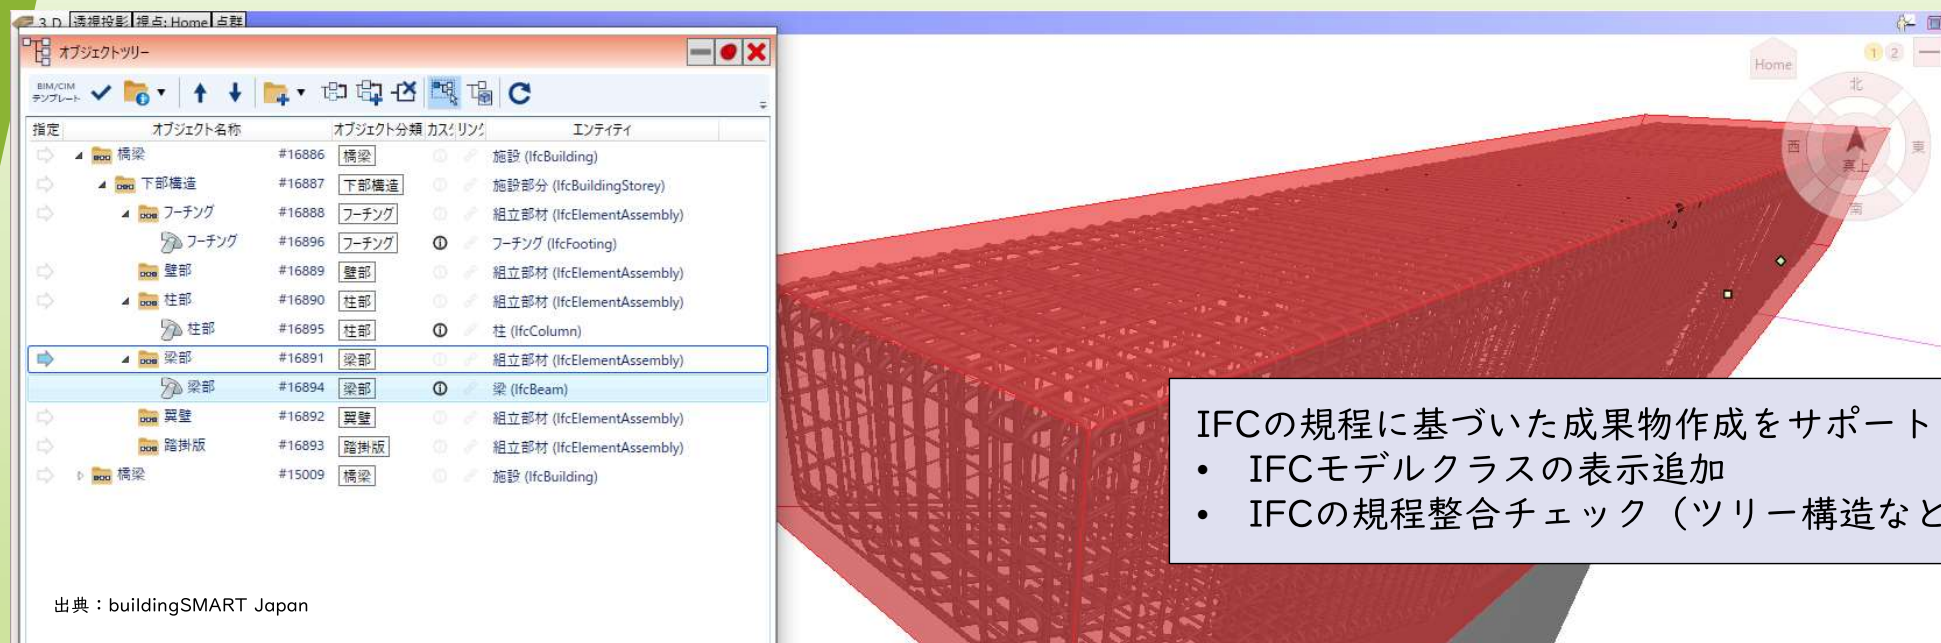 3 D 透視投影 視点: Home 点群
オブジェクトツリー
BIM/CIM
テンプレート
指定 オブジェクト名称 オブジェクト分類 カスタ リンク エンティティ
橋梁 #16886 橋梁 施設 (IfcBuilding)
下部構造 #16887 下部構造 施設部分 (IfcBuildingStorey)
フーチング #16888 フーチング 組立部材 (IfcElementAssembly)
フーチング #16896 フーチング フーチング (IfcFooting)
壁部 #16889 壁部 組立部材 (IfcElementAssembly)
柱部 #16890 柱部 組立部材 (IfcElementAssembly)
柱部 #16895 柱部 柱 (IfcColumn)
梁部 #16891 梁部 組立部材 (IfcElementAssembly)
梁部 #16894 梁部 梁 (IfcBeam)
翼壁 #16892 翼壁 組立部材 (IfcElementAssembly)
踏掛版 #16893 踏掛版 組立部材 (IfcElementAssembly)
橋梁 #15009 橋梁 施設 (IfcBuilding)
出典：buildingSMART Japan
Home
1 2
北
西 東
真上
南
IFCの規程に基づいた成果物作成をサポート
• IFCモデルクラスの表示追加
• IFCの規程整合チェック（ツリー構造など